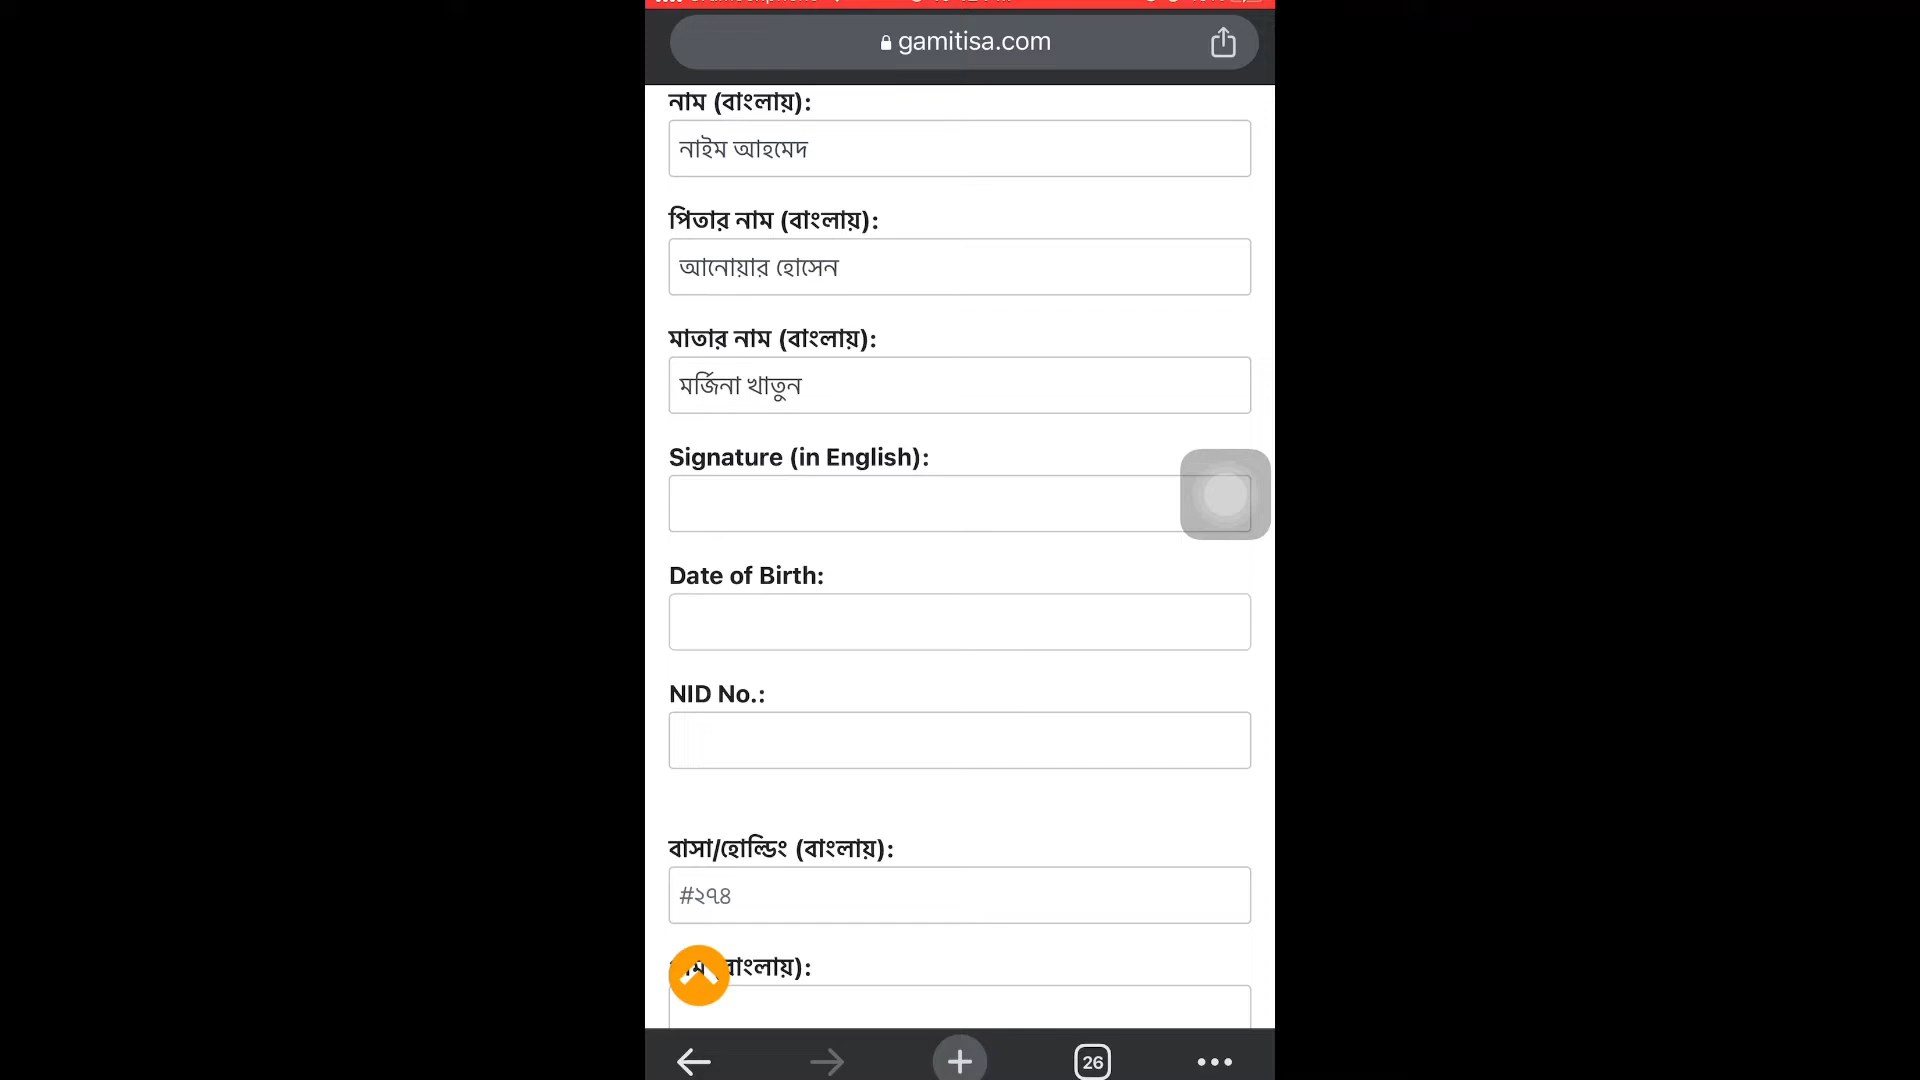 gamitisa.com
নাম (বাংলায়):
নাইম আহমেদ
পিতার নাম (বাংলায়):
আনোয়ার হোসেন
মাতার নাম (বাংলায়):
মর্জিনা খাতুন
Signature (in English):
Date of Birth:
NID No.:
বাসা/হোল্ডিং (বাংলায়):
#২৭৪
(বাংলায়):
26